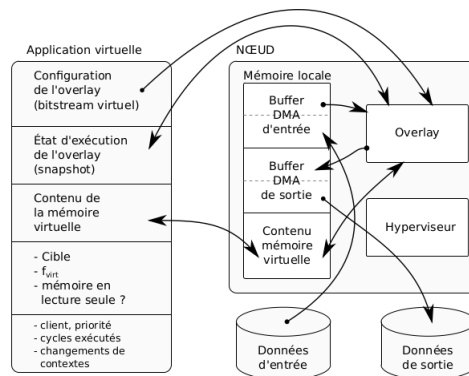 Application virtuelle
Configuration
de l'overlay
(bitstream virtuel)
État d'exécution
de l'overlay
(snapshot)
Contenu de
la mémoire
virtuelle
- Cible
- fvirt
- mémoire en
lecture seule ?
- client, priorité
- cycles exécutés
- changements de
contextes
NŒUD
Mémoire locale
Buffer
DMA
d'entrée
Buffer
DMA
de sortie
Contenu
mémoire
virtuelle
Overlay
Hyperviseur
Données
d'entrée
Données
de sortie